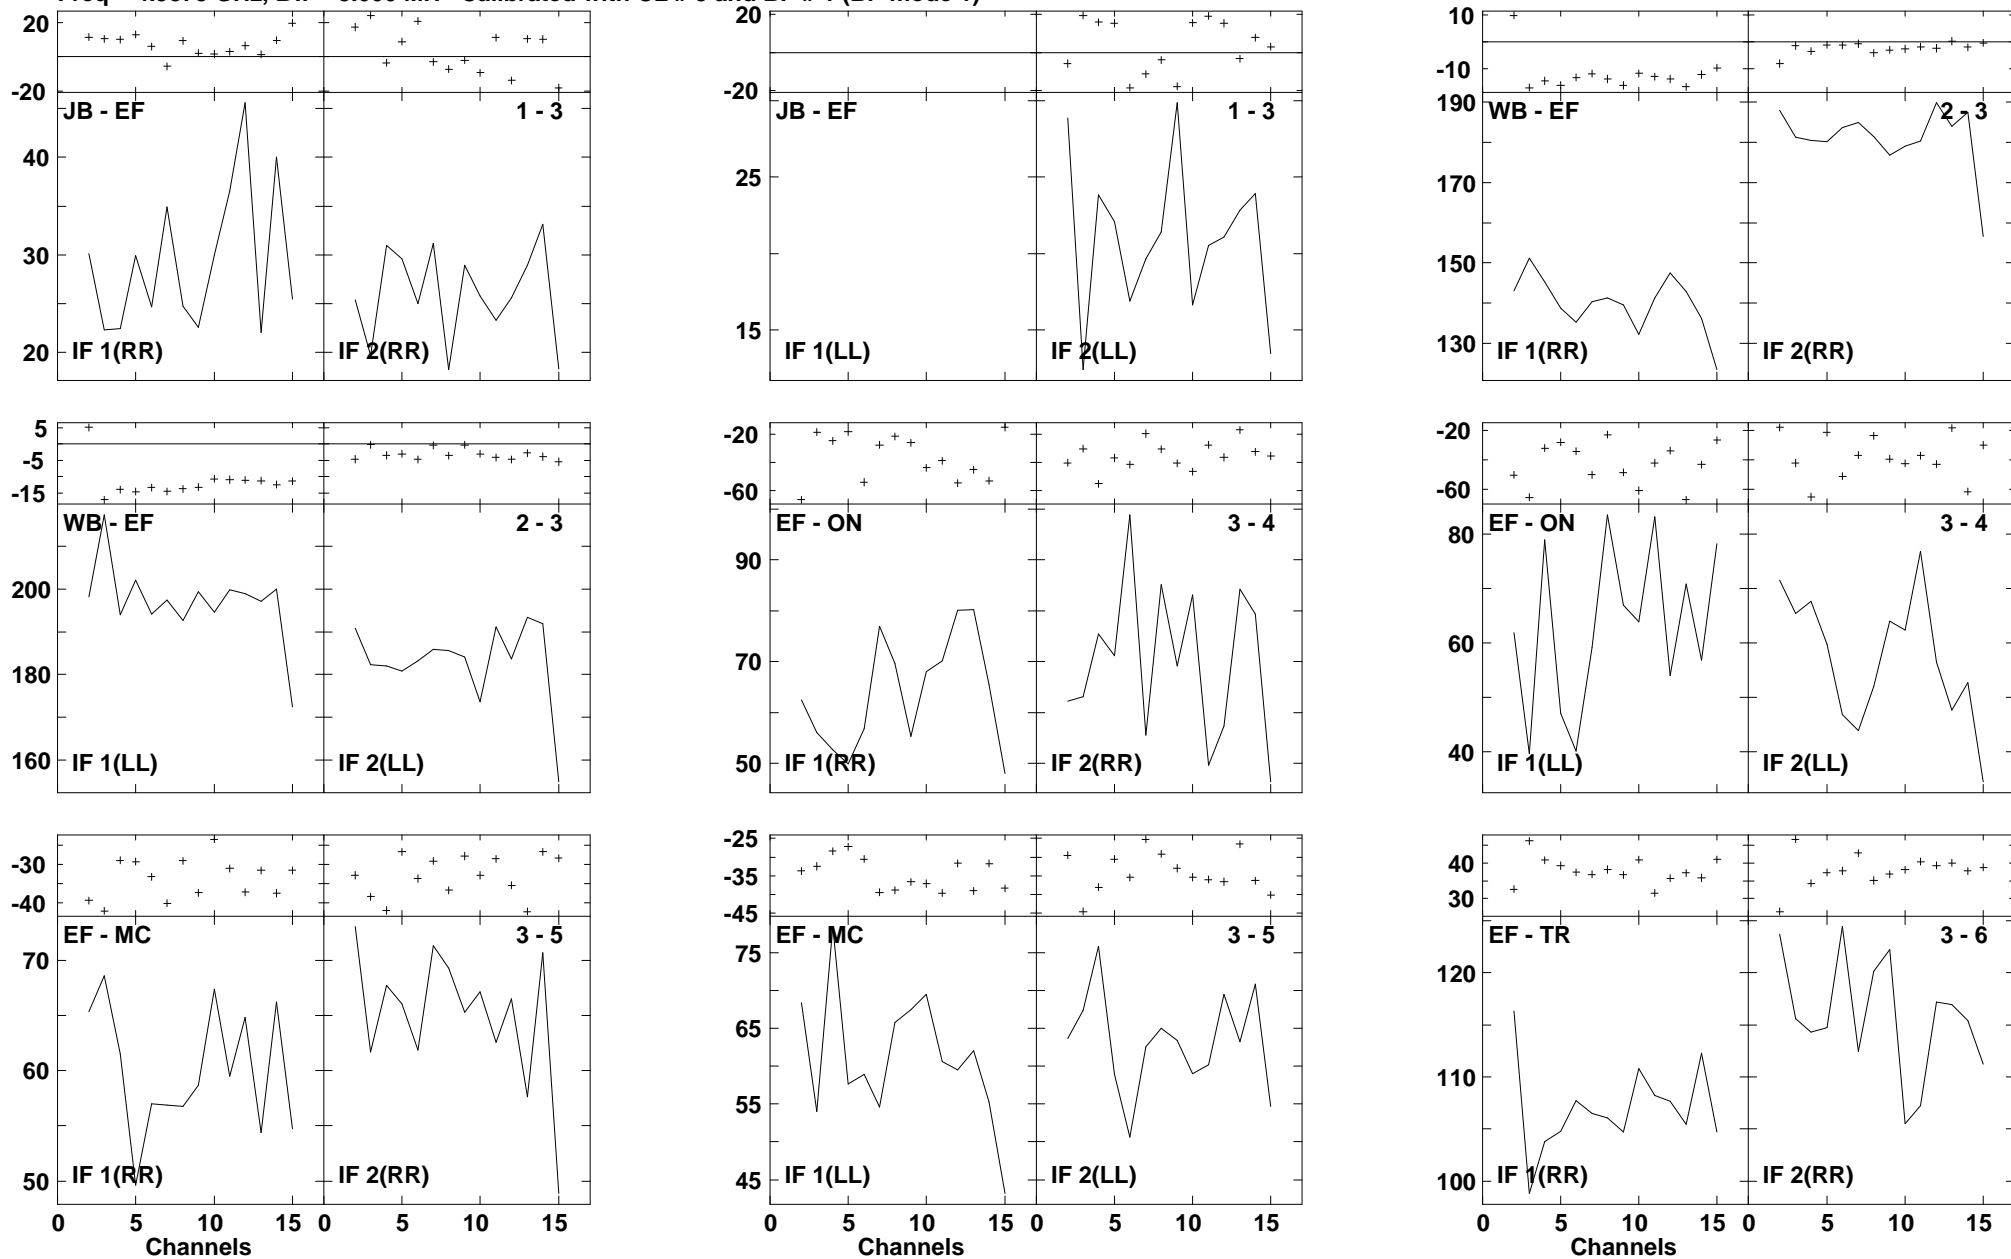 20
-20
JB - EF
1 - 3
40
30
20
IF 1(RR)
IF 2(RR)
20
-20
JB - EF
1 - 3
25
15
IF 1(LL)
IF 2(LL)
10
-10
190
WB - EF
2 - 3
170
150
130
IF 1(RR)
IF 2(RR)
5
-5
-15
WB - EF
2 - 3
200
180
160
IF 1(LL)
IF 2(LL)
-20
-60
EF - ON
3 - 4
90
70
50
IF 1(RR)
IF 2(RR)
-20
-60
EF - ON
3 - 4
80
60
40
IF 1(LL)
IF 2(LL)
-30
-40
EF - MC
3 - 5
70
60
50
IF 1(RR)
IF 2(RR)
0 5 10 15 0 5 10 15
Channels
-25
-35
-45
EF - MC
3 - 5
75
65
55
45
IF 1(LL)
IF 2(LL)
0 5 10 15 0 5 10 15
Channels
40
30
EF - TR
3 - 6
120
110
100
IF 1(RR)
IF 2(RR)
0 5 10 15 0 5 10 15
Channels